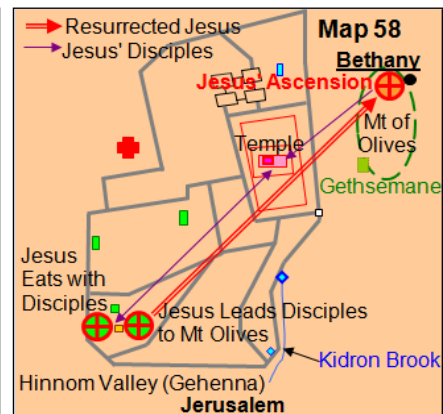 Resurrected Jesus
Jesus' Disciples
Map 58
Bethany
Jesus' Ascension
Temple
Mt of
Olives
Gethsemane
Jesus
Eats with
Disciples
Jesus Leads Disciples
to Mt Olives
Kidron Brook
Hinnom Valley (Gehenna)
Jerusalem